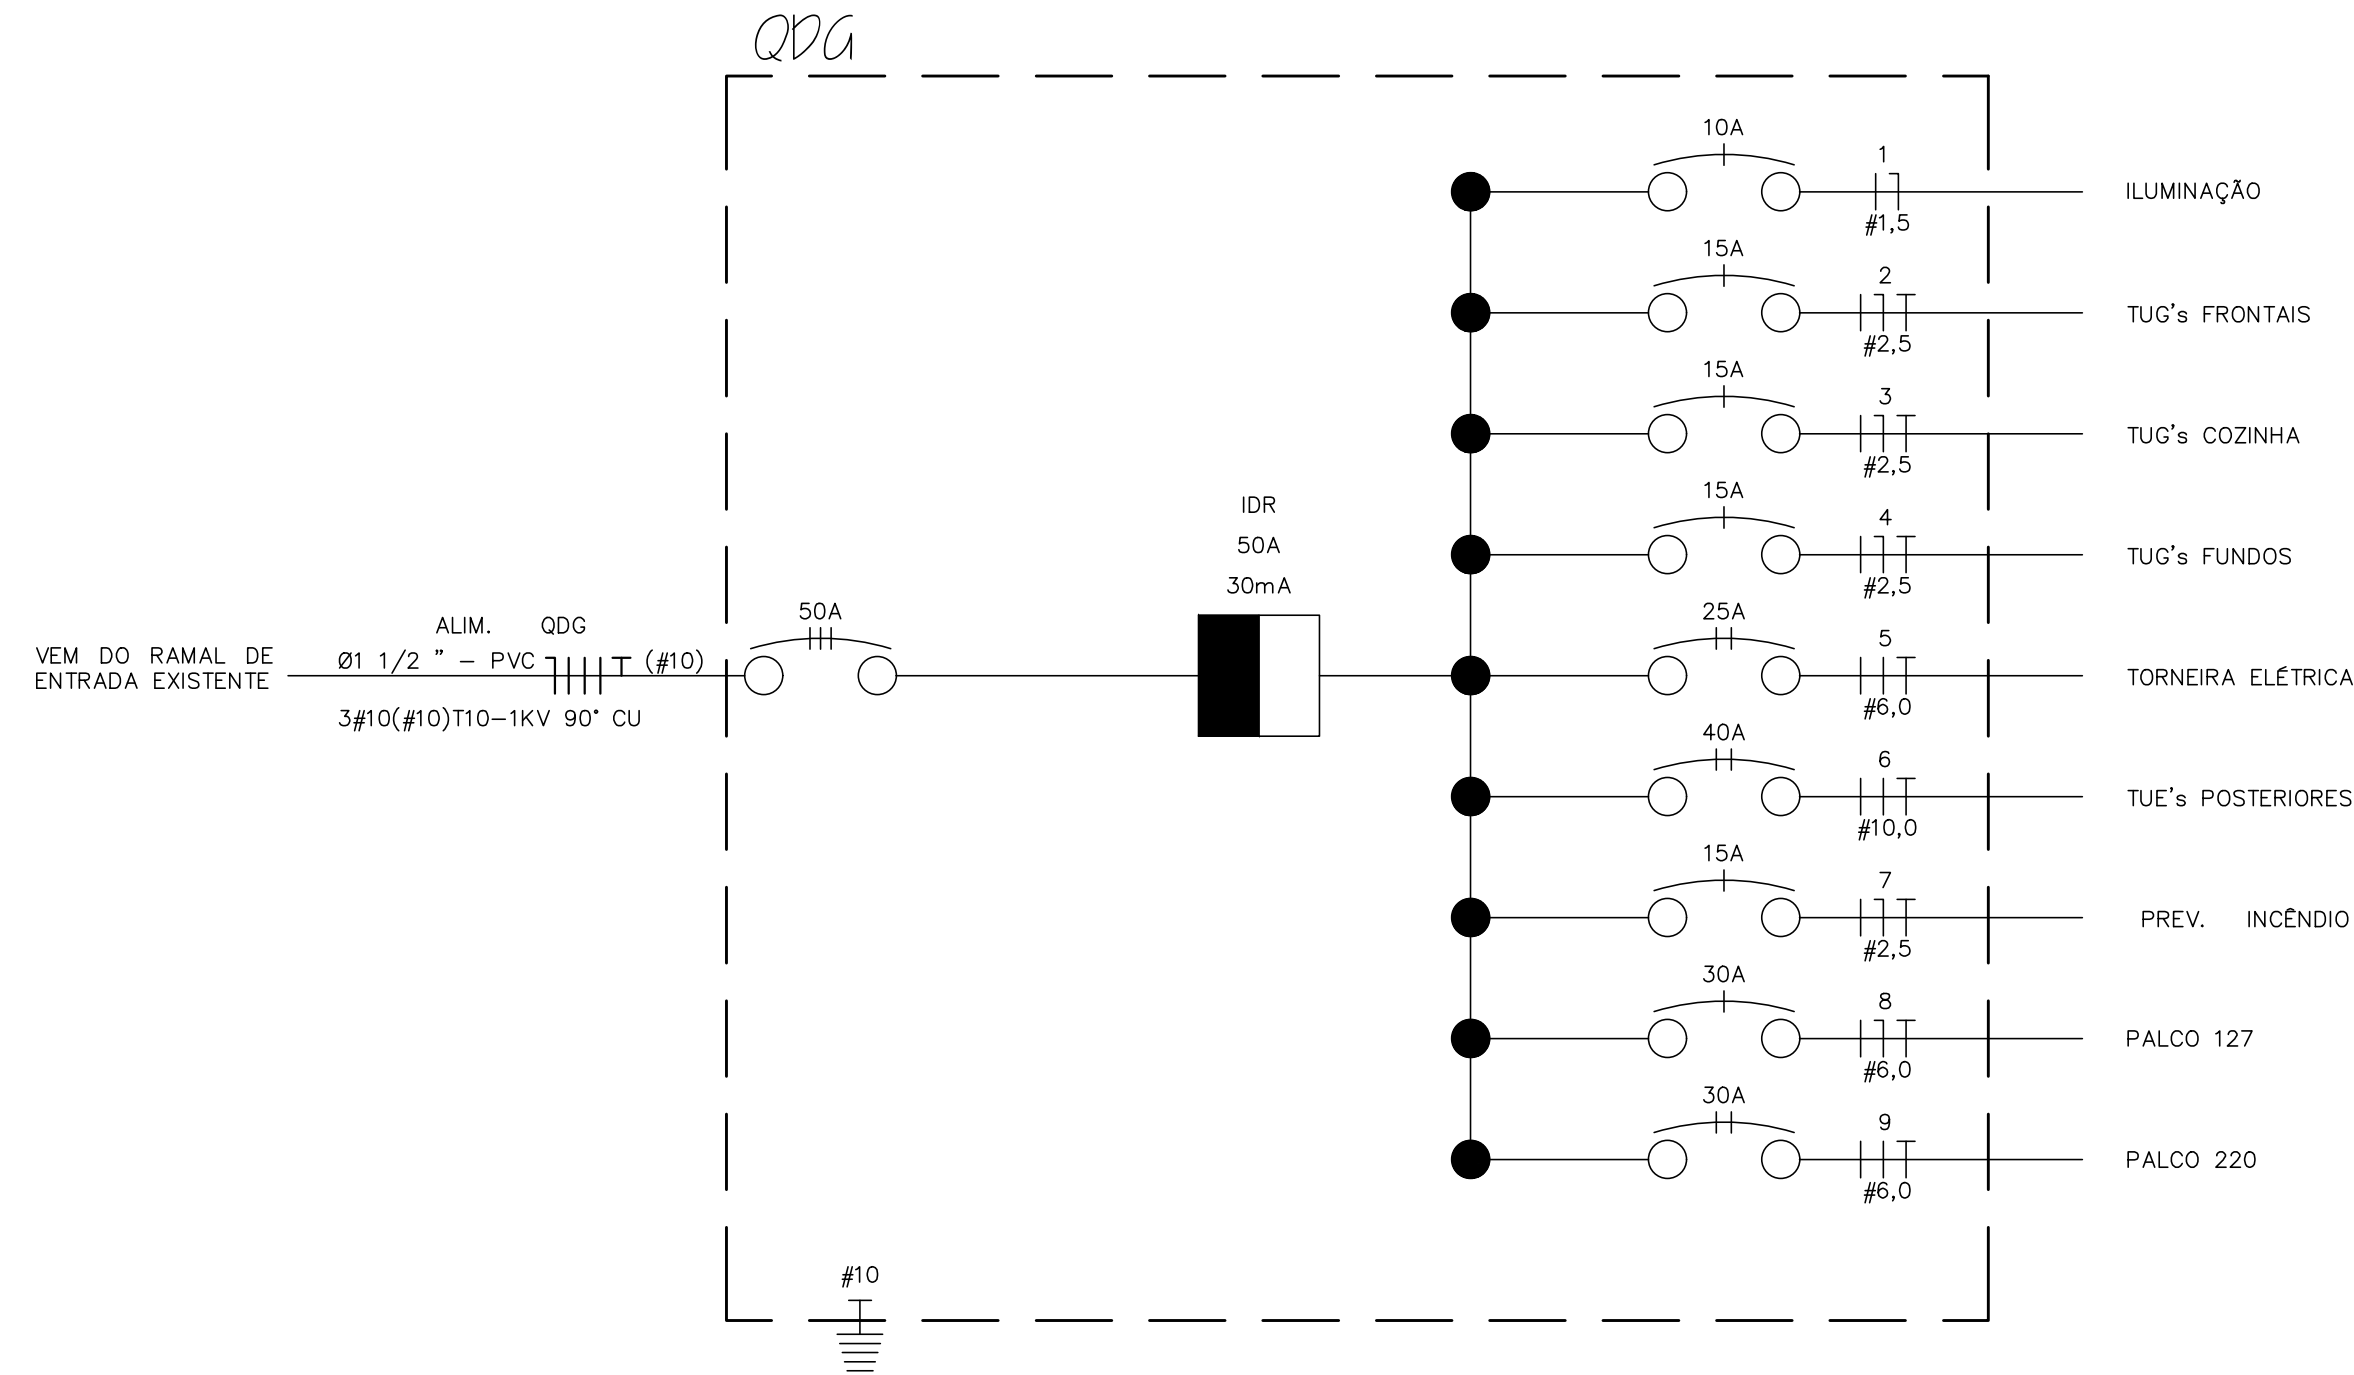 QDG
10A
1
ILUMINAÇÃO
#1,5
15A
2
TUG's FRONTAIS
#2,5
15A
3
TUG's COZINHA
#2,5
15A
4
TUG's FUNDOS
#2,5
IDR
50A
30mA
VEM DO RAMAL DE
ENTRADA EXISTENTE
ALIM. QDG
Ø1 1/2 " - PVC (#10)
3#10(#10)T10-1KV 90° CU
50A
25A
5
TORNEIRA ELÉTRICA
#6,0
40A
6
TUE's POSTERIORES
#10,0
15A
7
PREV. INCÊNDIO
#2,5
30A
8
PALCO 127
#6,0
30A
9
PALCO 220
#6,0
#10